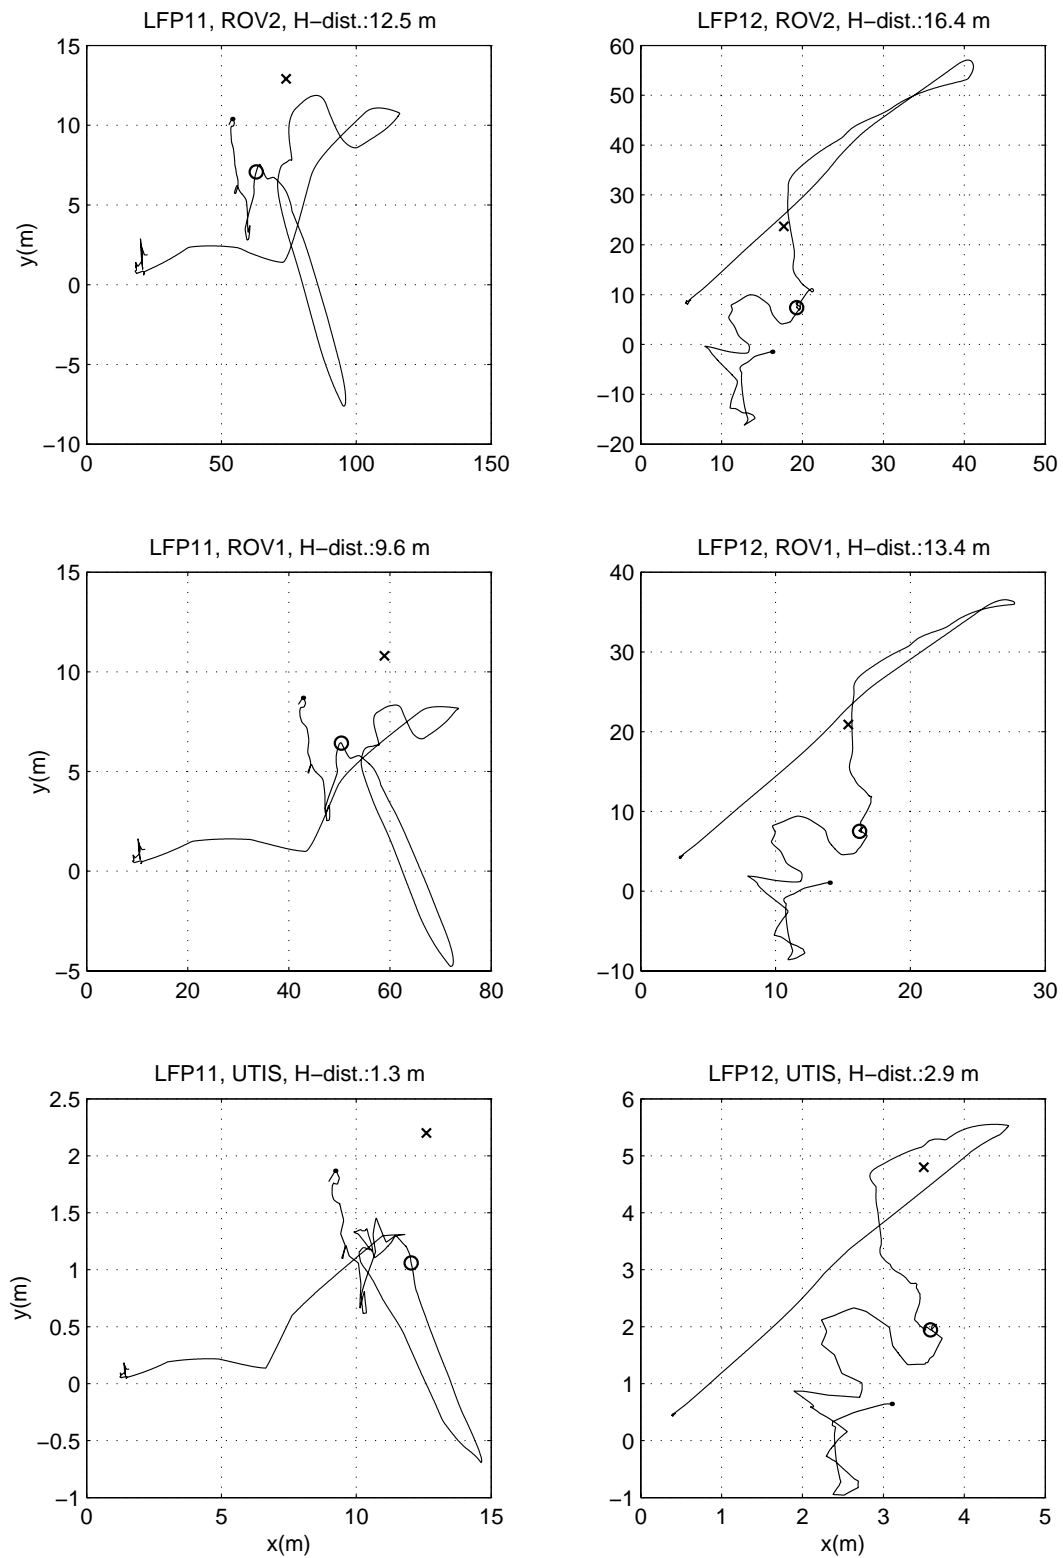 LFP11, ROV2, H−dist.:12.5 m
15
10
5
0
−5
−10
0 50 100 150
y(m)
LFP12, ROV2, H−dist.:16.4 m
60
50
40
30
20
10
0
−10
−20
0 10 20 30 40 50
LFP11, ROV1, H−dist.:9.6 m
15
10
5
0
−5
0 20 40 60 80
y(m)
LFP12, ROV1, H−dist.:13.4 m
40
30
20
10
0
−10
0 10 20 30
LFP11, UTIS, H−dist.:1.3 m
2.5
2
1.5
1
0.5
0
−0.5
−1
0 5 10 15
y(m)
x(m)
LFP12, UTIS, H−dist.:2.9 m
6
5
4
3
2
1
0
−1
0 1 2 3 4 5
x(m)